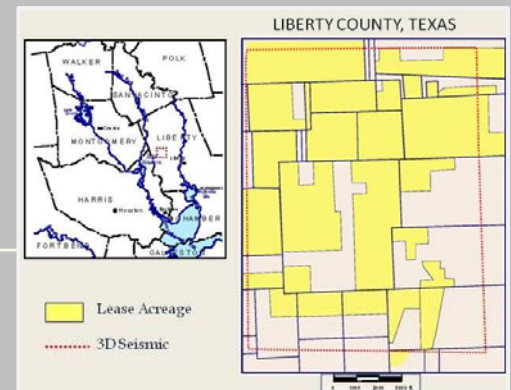 LIBERTY COUNTY, TEXAS
WALKER
POLK
SAN JACINTO
LIBERTY
MONTGOMERY
HARRIS
Houston
CHAMBER
FORT BEND
GALVESTON
Lease Acreage
3D Seismic